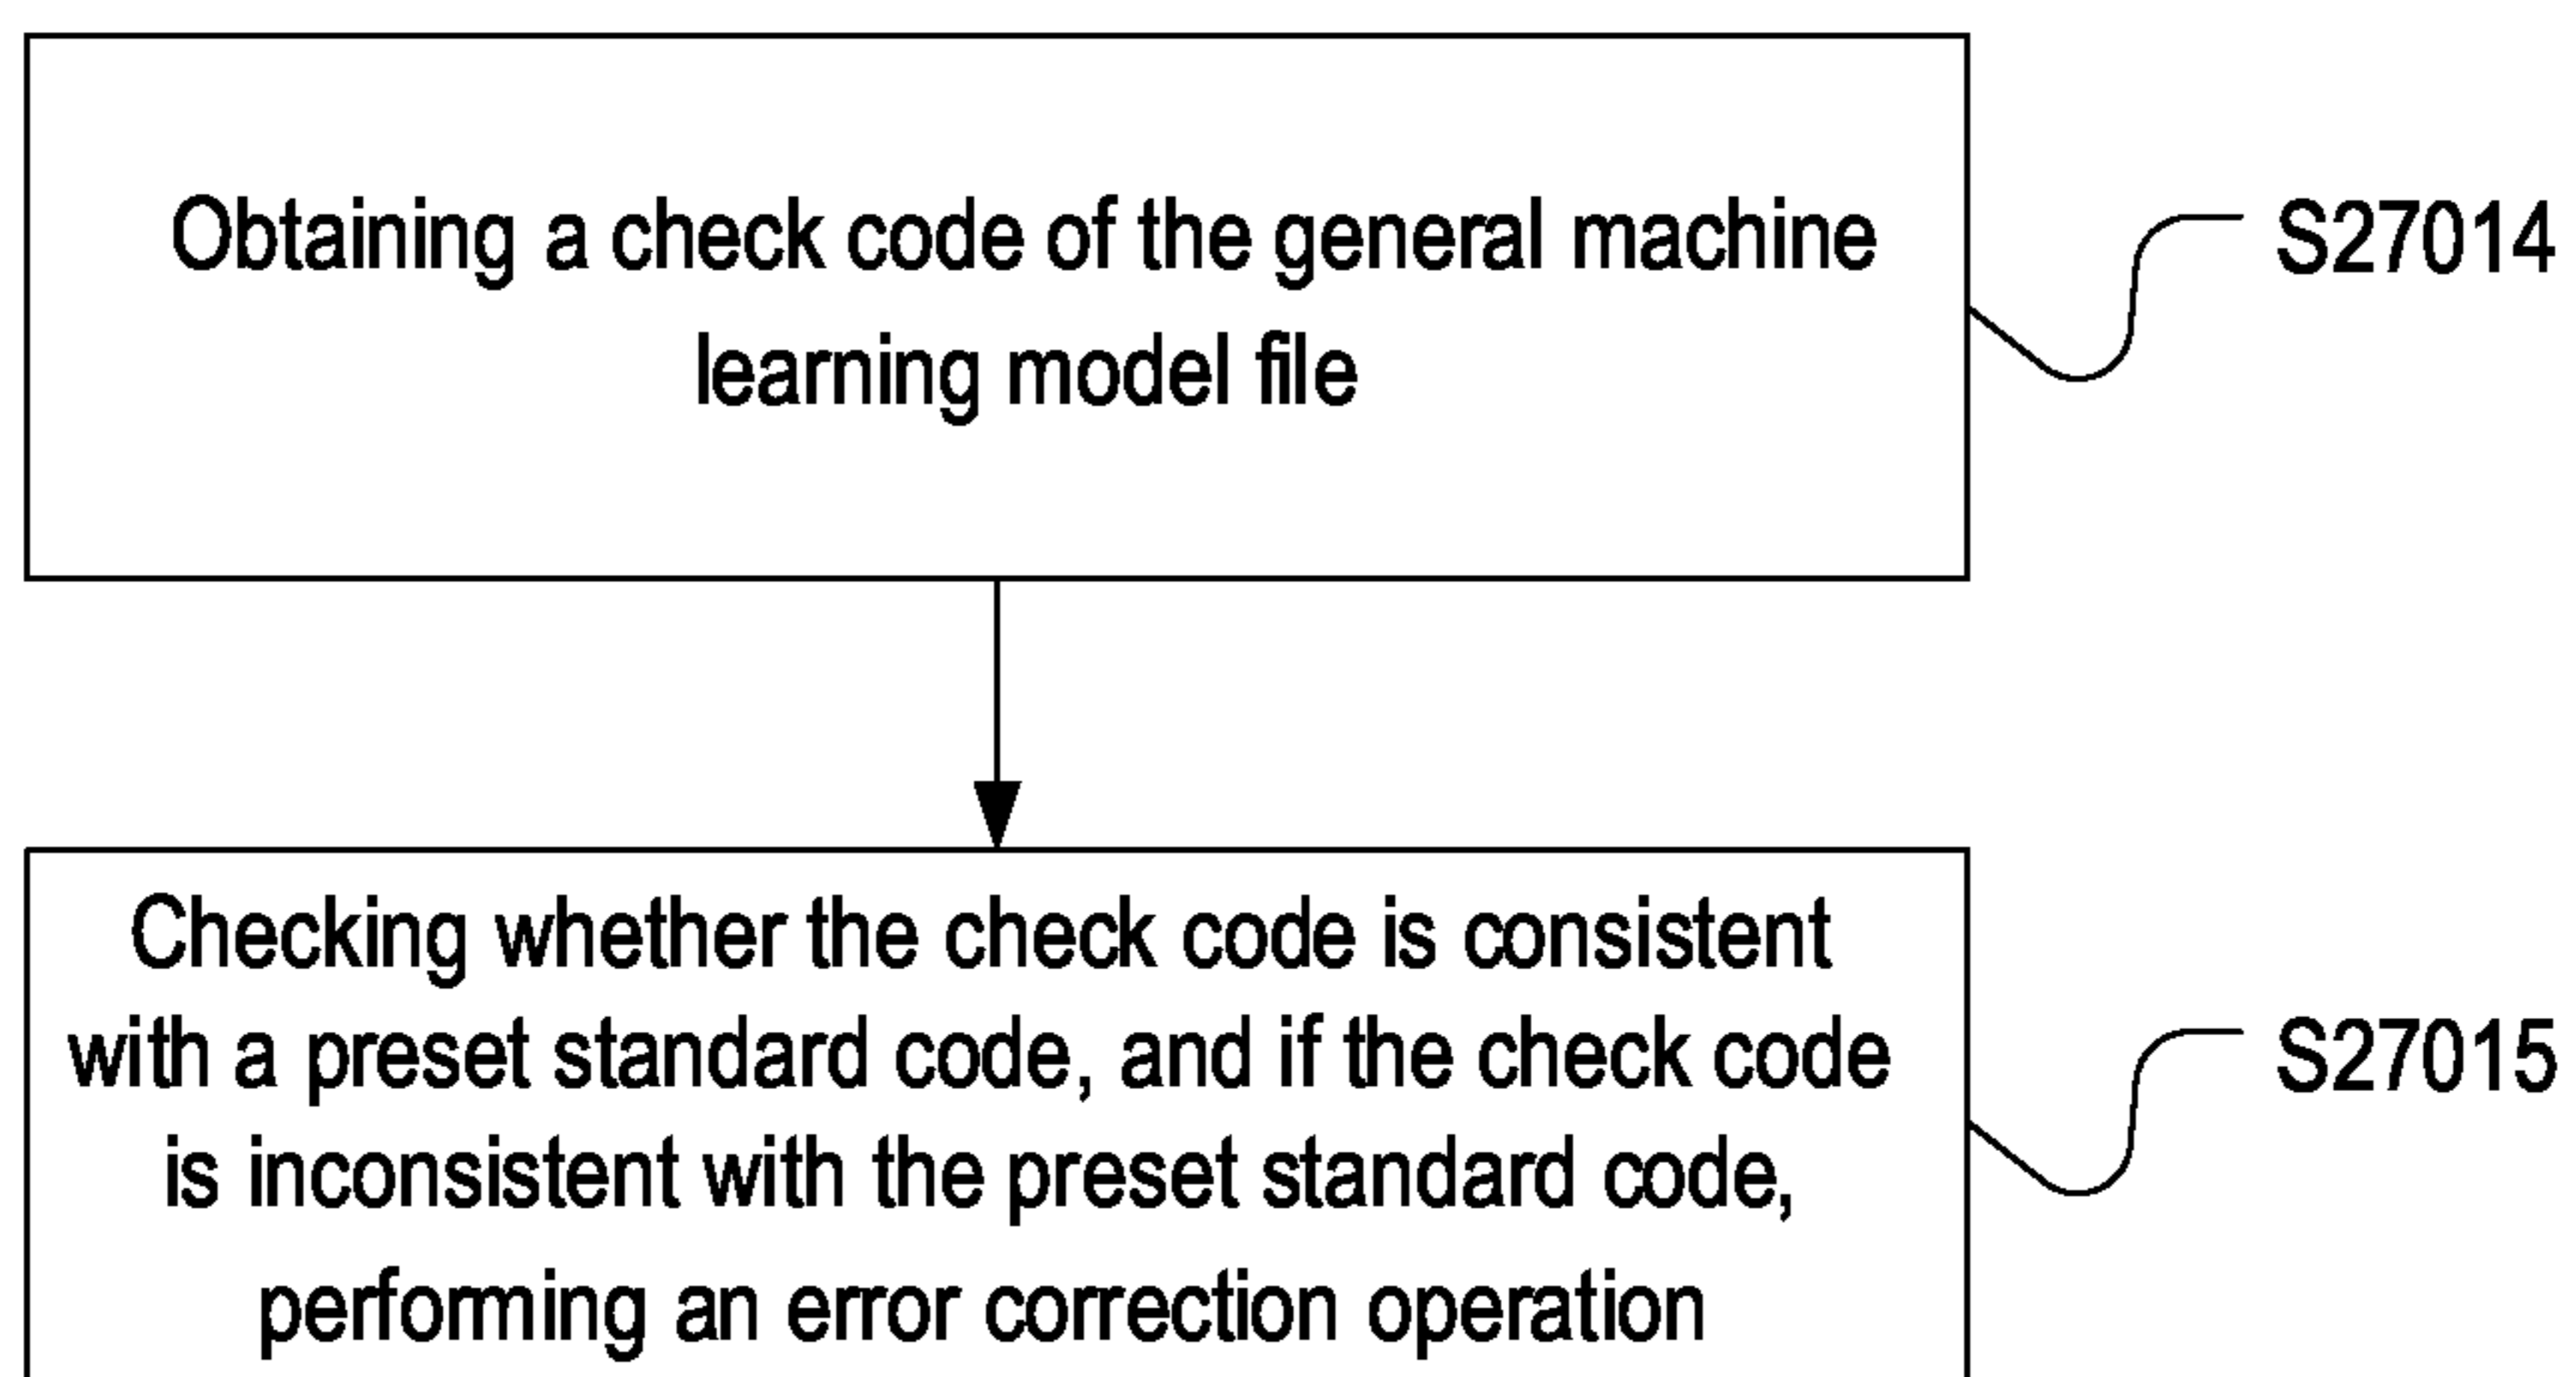 Obtaining a check code of the general machine
learning model file
S27014
Checking whether the check code is consistent
with a preset standard code, and if the check code
is inconsistent with the preset standard code,
performing an error correction operation
S27015